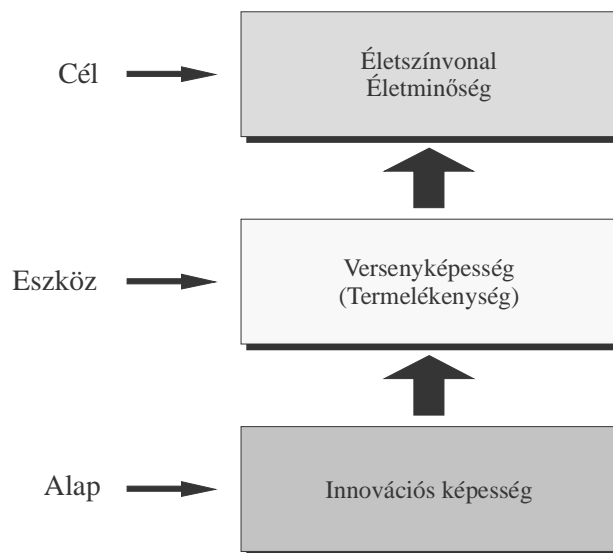 Cél
Életszínvonal
Életminőség
Eszköz
Versenyképesség
(Termelékenység)
Alap
Innovációs képesség